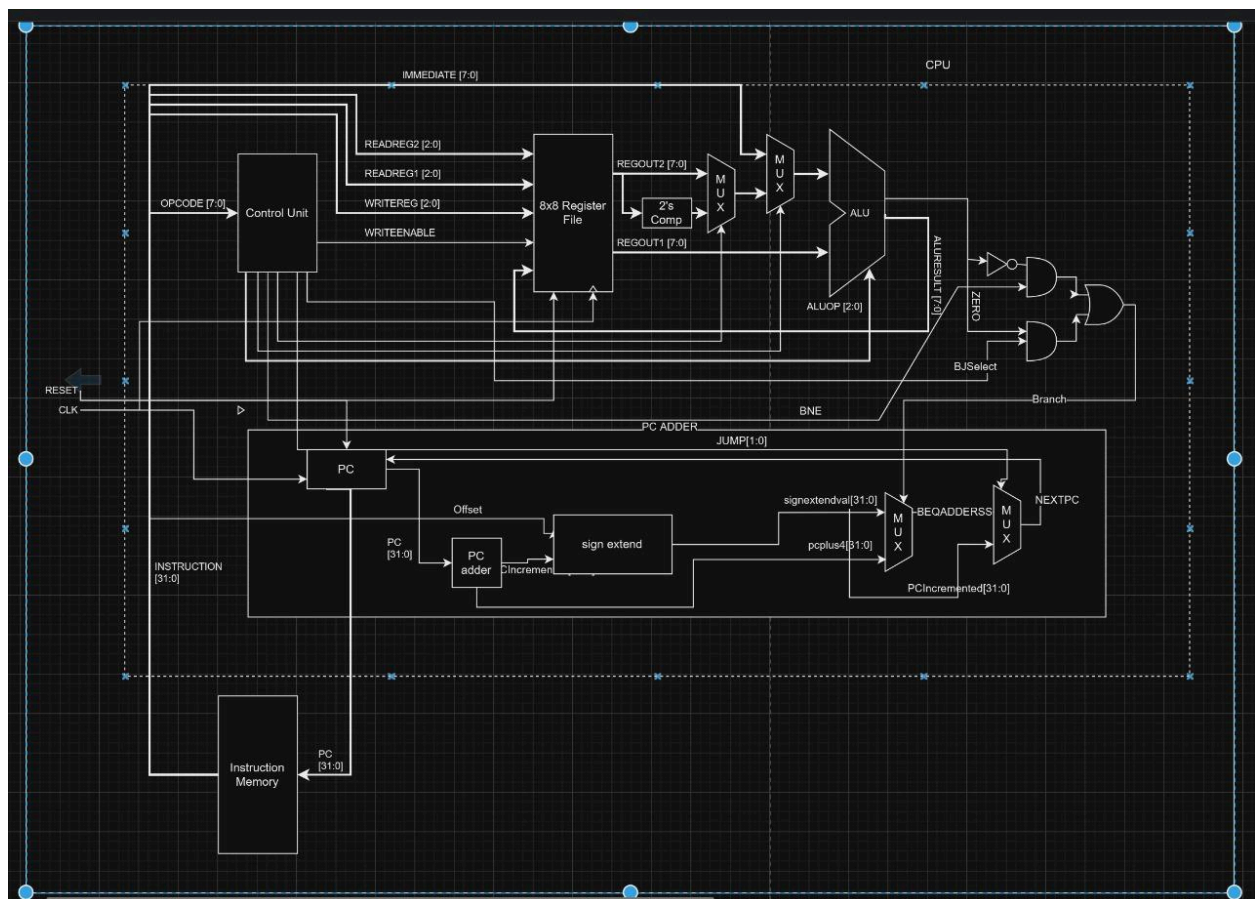 CPU
IMMEDIATE [7:0]
READREG2 [2:0]
READREG1 [2:0]
WRITEREG [2:0]
WRITEENABLE
OPCODE [7:0]
Control Unit
8x8 Register
File
REGOUT2 [7:0]
2's
Comp
REGOUT1 [7:0]
M
U
X
M
U
X
ALU
ALUOP [2:0]
ALURESULT [7:0]
ZERO
BJSelect
RESET
CLK
BNE
Branch
PC ADDER
JUMP[1:0]
PC
NEXTPC
signextendval[31:0]
BEQADDERSS
M
U
X
M
U
X
Offset
PC
[31:0]
PC
adder
sign extend
pcplus4[31:0]
PCIncremented[31:0]
INSTRUCTION
[31:0]
PC
[31:0]
Instruction
Memory